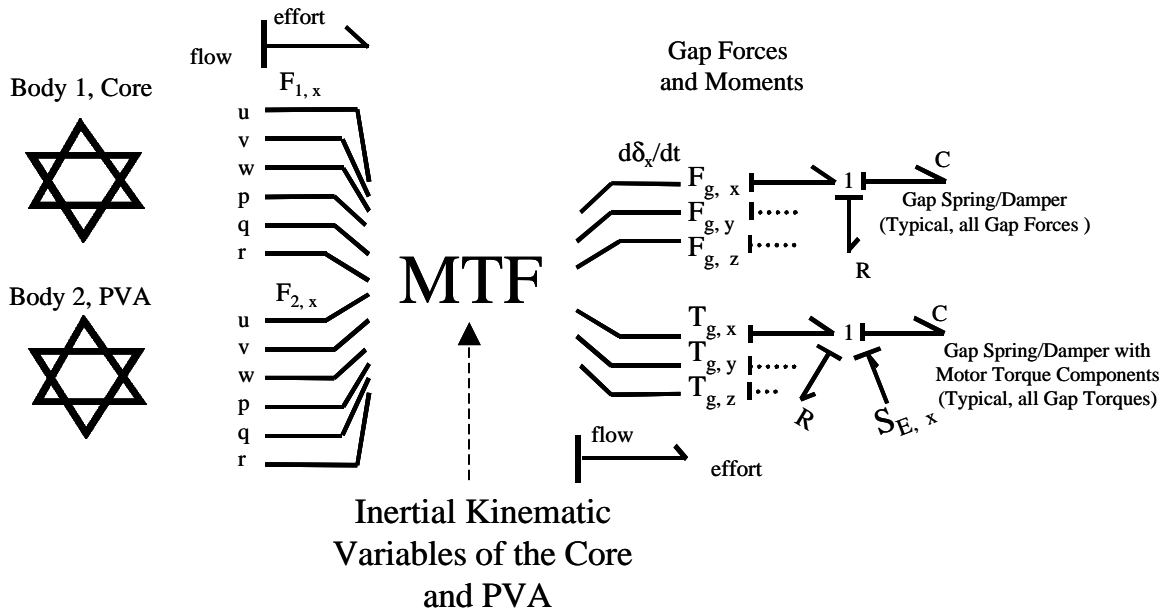 effort
flow
Body 1, Core
F1, x
u
v
w
p
q
r
Body 2, PVA
F2, x
u
v
w
p
q
r
MTF
Inertial Kinematic
Variables of the Core
and PVA
Gap Forces
and Moments
dδx/dt
Fg, x
1
C
Fg, y
Fg, z
R
Gap Spring/Damper
(Typical, all Gap Forces )
Tg, x
1
C
Tg, y
Tg, z
R
SE, x
Gap Spring/Damper with
Motor Torque Components
(Typical, all Gap Torques)
flow
effort